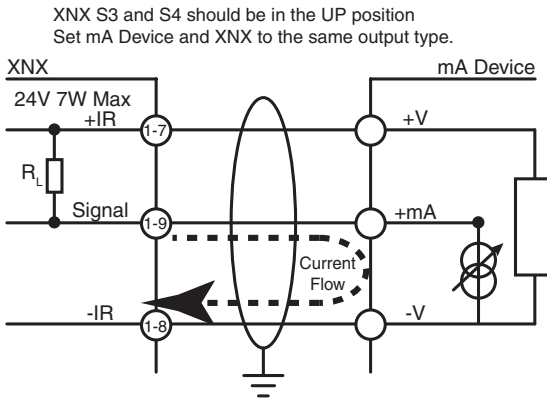 XNX S3 and S4 should be in the UP position
Set mA Device and XNX to the same output type.
XNX
mA Device
24V 7W Max
+IR
1-7
+V
RL
Signal
1-9
+mA
Current
Flow
-IR
1-8
-V